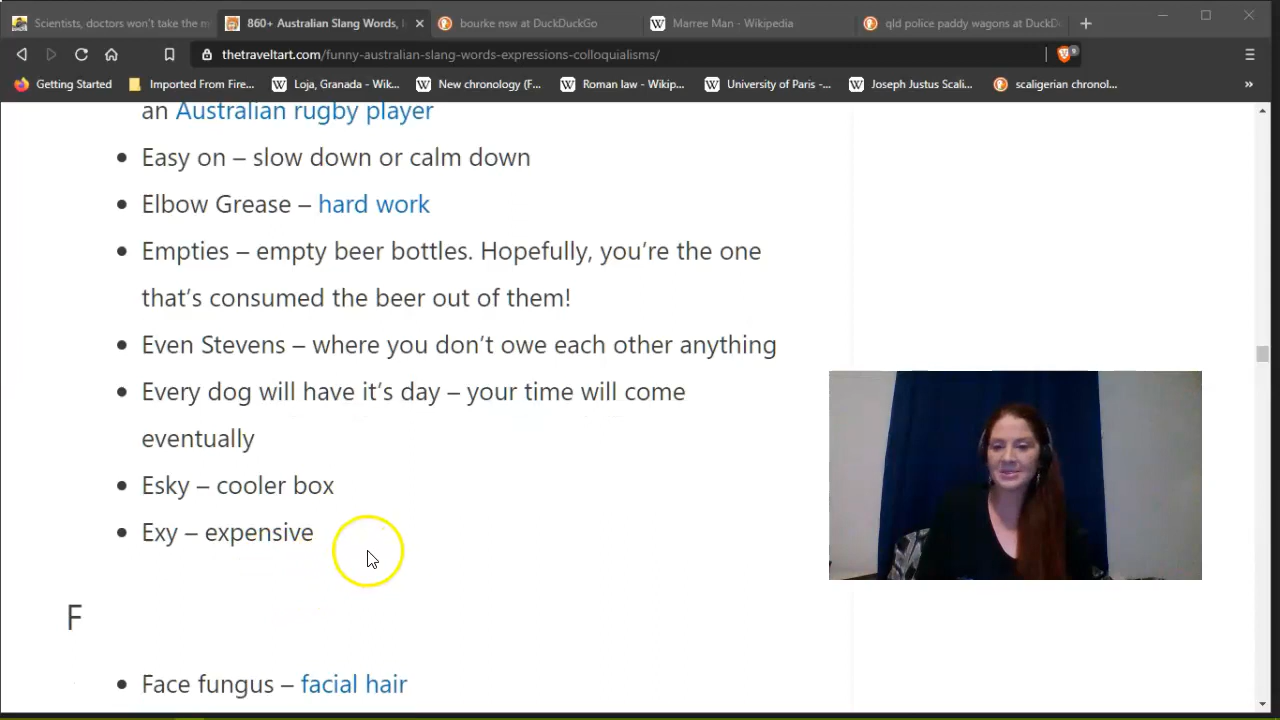 Scientists, doctors won't take the m
860+ Australian Slang Words,
bourke nsw at DuckDuckGo
Marree Man - Wikipedia
qld police paddy wagons at DuckD
thetraveltart.com/funny-australian-slang-words-expressions-colloquialisms/
9
Getting Started
Imported From Fire...
Loja, Granada - Wik...
New chronology (F...
Roman law - Wikip...
University of Paris -...
Joseph Justus Scali...
scaligerian chronol...
an Australian rugby player
• Easy on – slow down or calm down
• Elbow Grease – hard work
• Empties – empty beer bottles. Hopefully, you're the one
that's consumed the beer out of them!
• Even Stevens – where you don't owe each other anything
• Every dog will have it's day – your time will come
eventually
• Esky – cooler box
• Exy – expensive
F
• Face fungus – facial hair